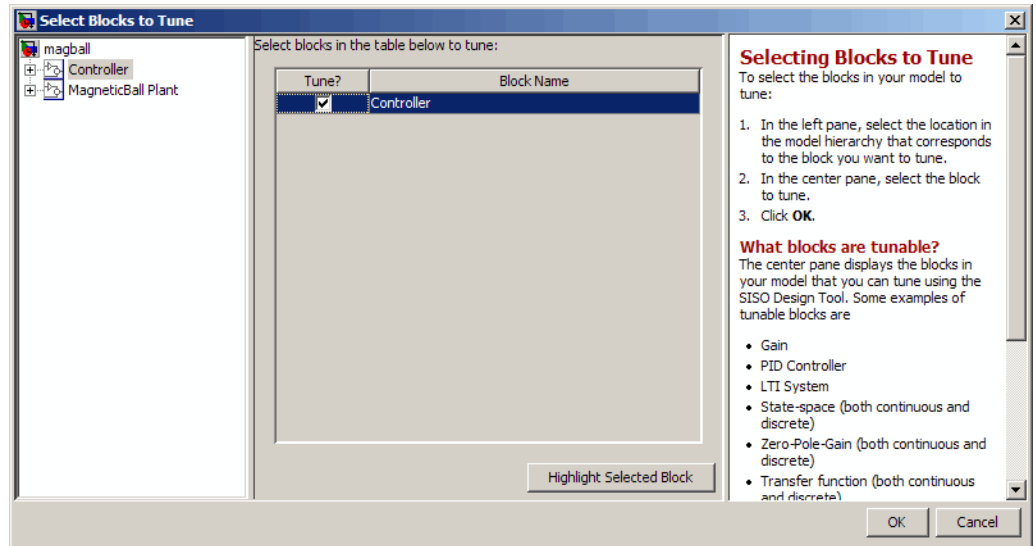 Select Blocks to Tune
magball
Controller
MagneticBall Plant
Select blocks in the table below to tune:
Tune? Block Name
Controller
Highlight Selected Block
Selecting Blocks to Tune
To select the blocks in your model to
tune:
1. In the left pane, select the location in
the model hierarchy that corresponds
to the block you want to tune.
2. In the center pane, select the block
to tune.
3. Click OK.
What blocks are tunable?
The center pane displays the blocks in
your model that you can tune using the
SISO Design Tool. Some examples of
tunable blocks are
• Gain
• PID Controller
• LTI System
• State-space (both continuous and
discrete)
• Zero-Pole-Gain (both continuous and
discrete)
• Transfer function (both continuous
and discrete)
OK Cancel